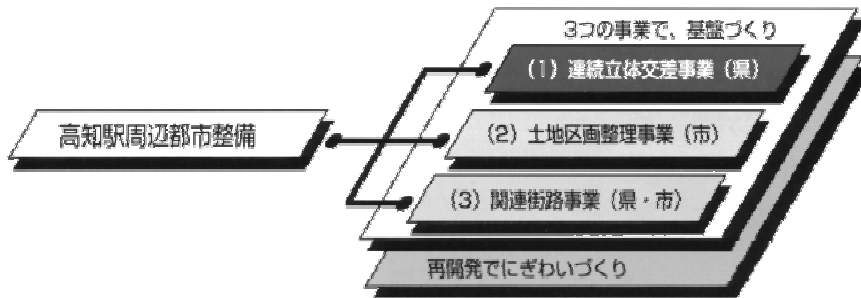 3つの事業で、基盤づくり
(1) 連続立体交差事業(県)
高知駅周辺都市整備
(2) 土地区画整理事業(市)
(3) 関連街路事業(県・市)
再開発でにぎわいづくり